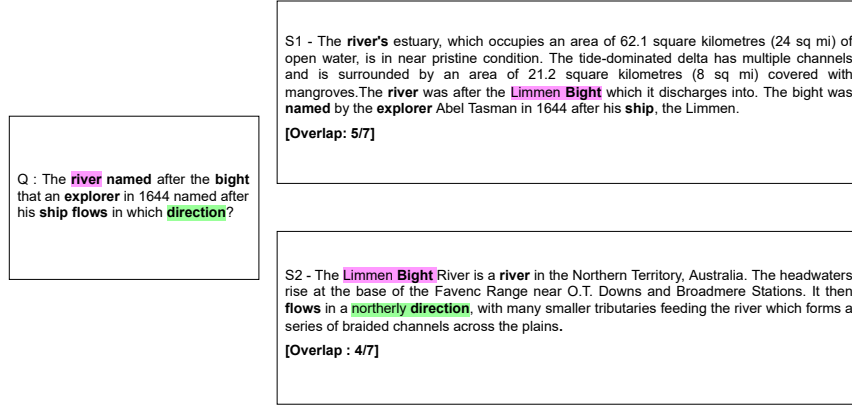 Q : The river named after the bight
that an explorer in 1644 named after
his ship flows in which direction?
S1 - The river's estuary, which occupies an area of 62.1 square kilometres (24 sq mi) of
open water, is in near pristine condition. The tide-dominated delta has multiple channels
and is surrounded by an area of 21.2 square kilometres (8 sq mi) covered with
mangroves.The river was after the Limmen Bight which it discharges into. The bight was
named by the explorer Abel Tasman in 1644 after his ship, the Limmen.
[Overlap: 5/7]
S2 - The Limmen Bight River is a river in the Northern Territory, Australia. The headwaters
rise at the base of the Favenc Range near O.T. Downs and Broadmere Stations. It then
flows in a northerly direction, with many smaller tributaries feeding the river which forms a
series of braided channels across the plains.
[Overlap : 4/7]